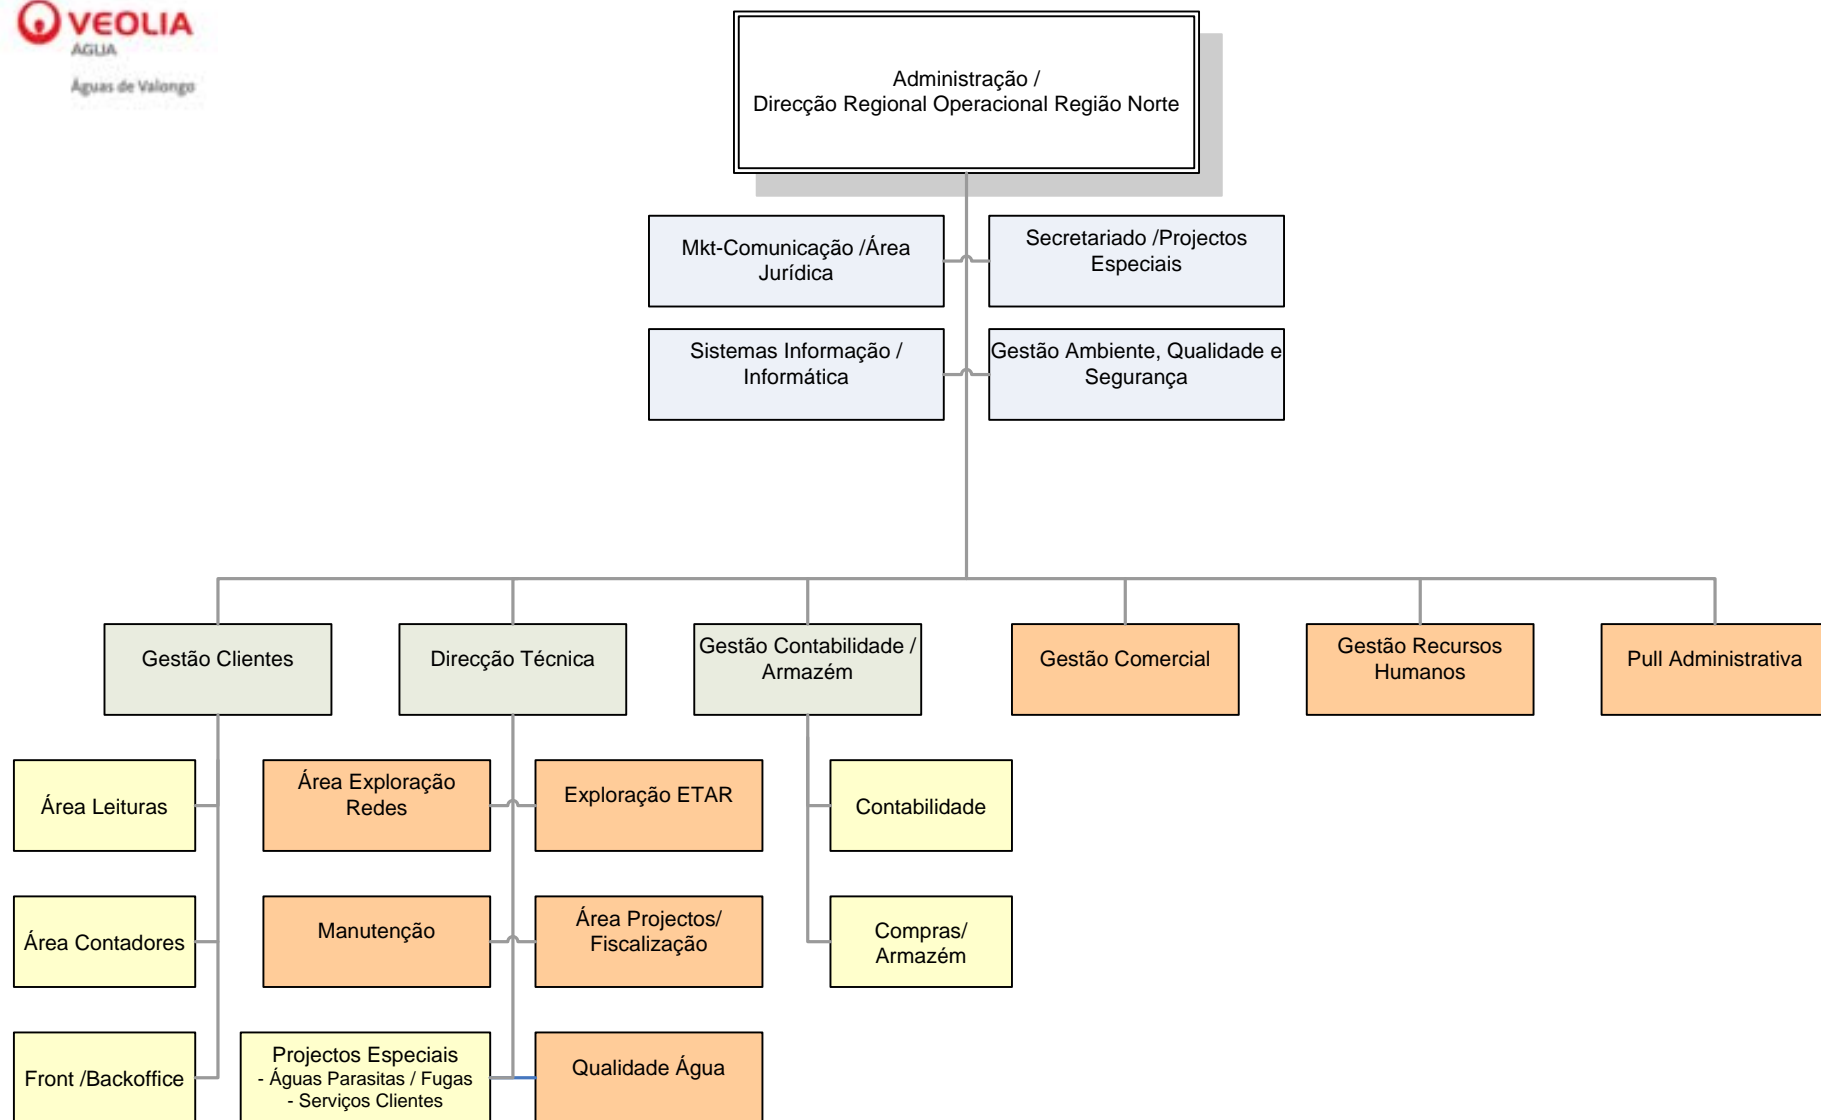 VEOLIA
ÁGUA
Águas de Valongo
Administração /
Direcção Regional Operacional Região Norte
Mkt-Comunicação /Área
Jurídica
Secretariado /Projectos
Especiais
Sistemas Informação /
Informática
Gestão Ambiente, Qualidade e
Segurança
Gestão Clientes
Direcção Técnica
Gestão Contabilidade /
Armazém
Gestão Comercial
Gestão Recursos
Humanos
Pull Administrativa
Área Leituras
Área Exploração
Redes
Exploração ETAR
Contabilidade
Área Contadores
Manutenção
Área Projectos/
Fiscalização
Compras/
Armazém
Front /Backoffice
Projectos Especiais
- Águas Parasitas / Fugas
- Serviços Clientes
Qualidade Água